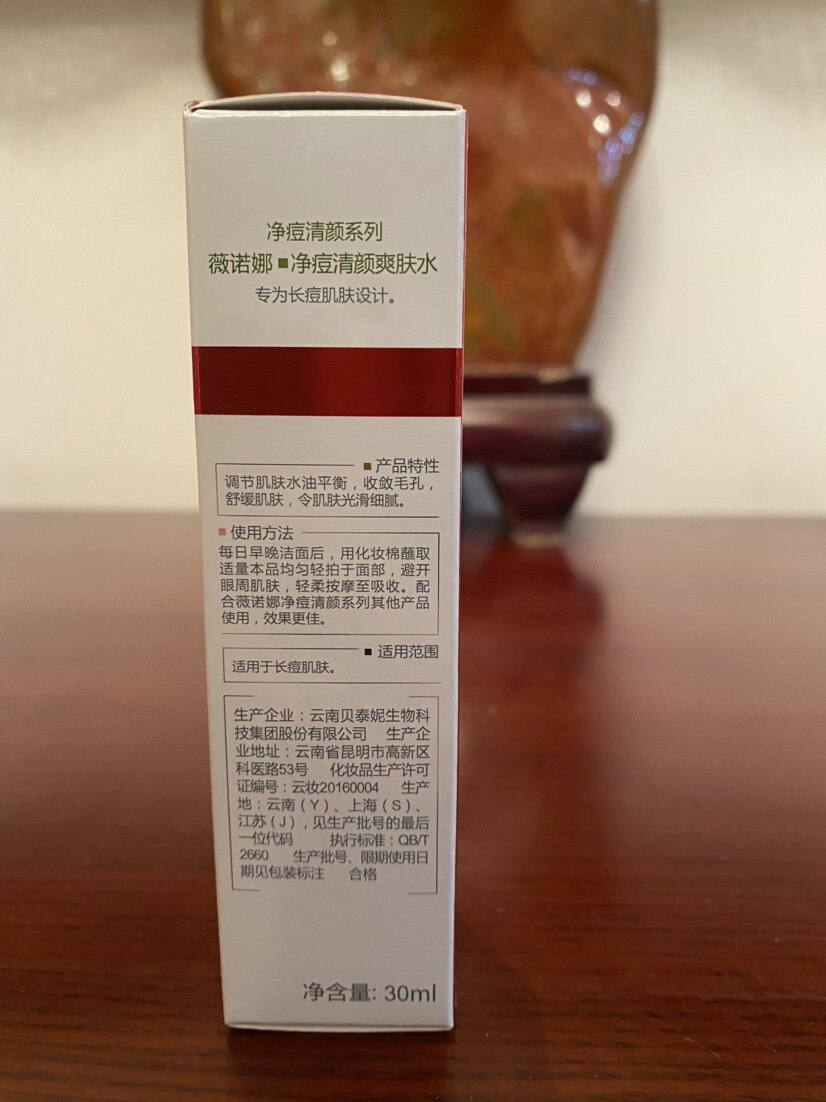 净痘清颜系列
薇诺娜■净痘清颜爽肤水
专为长痘肌肤设计。
■ 产品特性
调节肌肤水油平衡，收敛毛孔，
舒缓肌肤，令肌肤光滑细腻。
■ 使用方法
每日早晚洁面后，用化妆棉蘸取
适量本品均匀轻拍于面部，避开
眼周肌肤，轻柔按摩至吸收。配
合薇诺娜净痘清颜系列其他产品
使用，效果更佳。
■ 适用范围
适用于长痘肌肤。
生产企业：云南贝泰妮生物科
技集团股份有限公司 生产企
业地址：云南省昆明市高新区
科医路53号 化妆品生产许可
证编号：云妆20160004 生产
地：云南（Y）、上海（S）、
江苏（J），见生产批号的最后
一位代码 执行标准：QB/T
2660 生产批号、限期使用日
期见包装标注 合格
净含量: 30ml